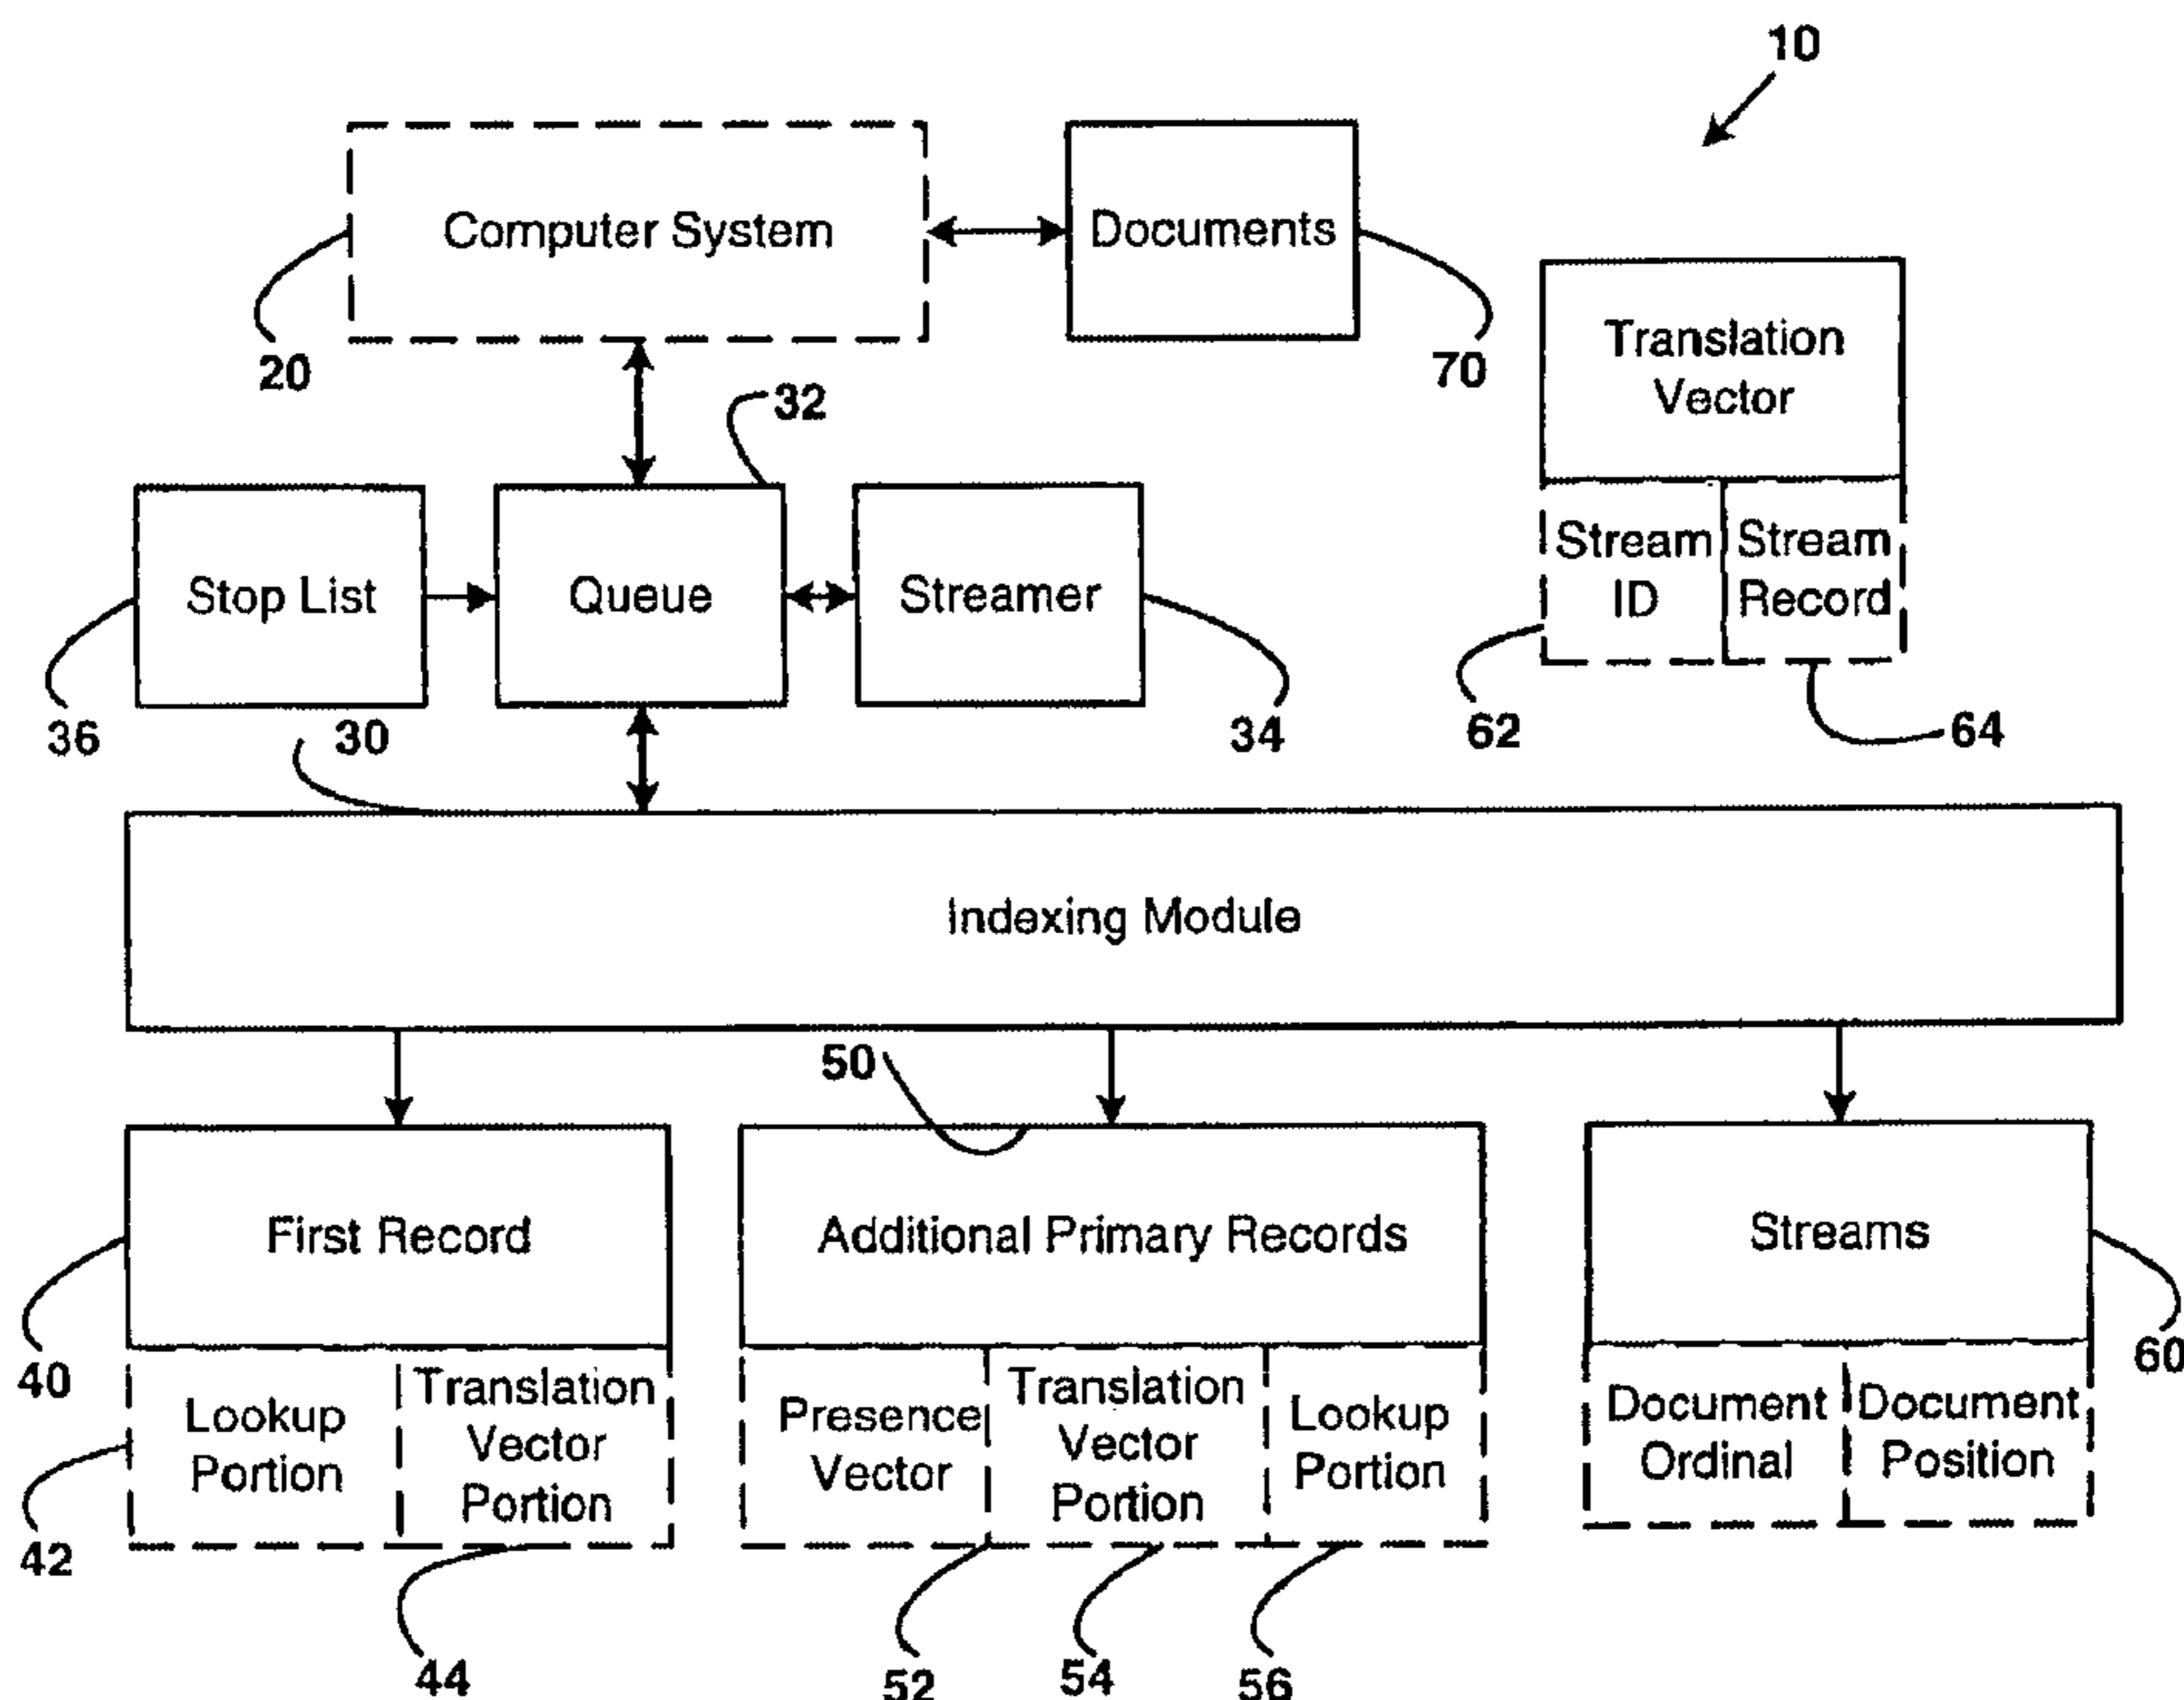 10
Computer System
Documents
20
70
Translation
Vector
32
Stop List
Queue
Streamer
Stream
ID
Stream
Record
36
30
34
62
64
Indexing Module
50
First Record
Additional Primary Records
Streams
40
60
Lookup
Portion
Translation
Vector
Portion
Presence
Vector
Translation
Vector
Portion
Lookup
Portion
Document
Ordinal
Document
Position
42
44
52
54
56